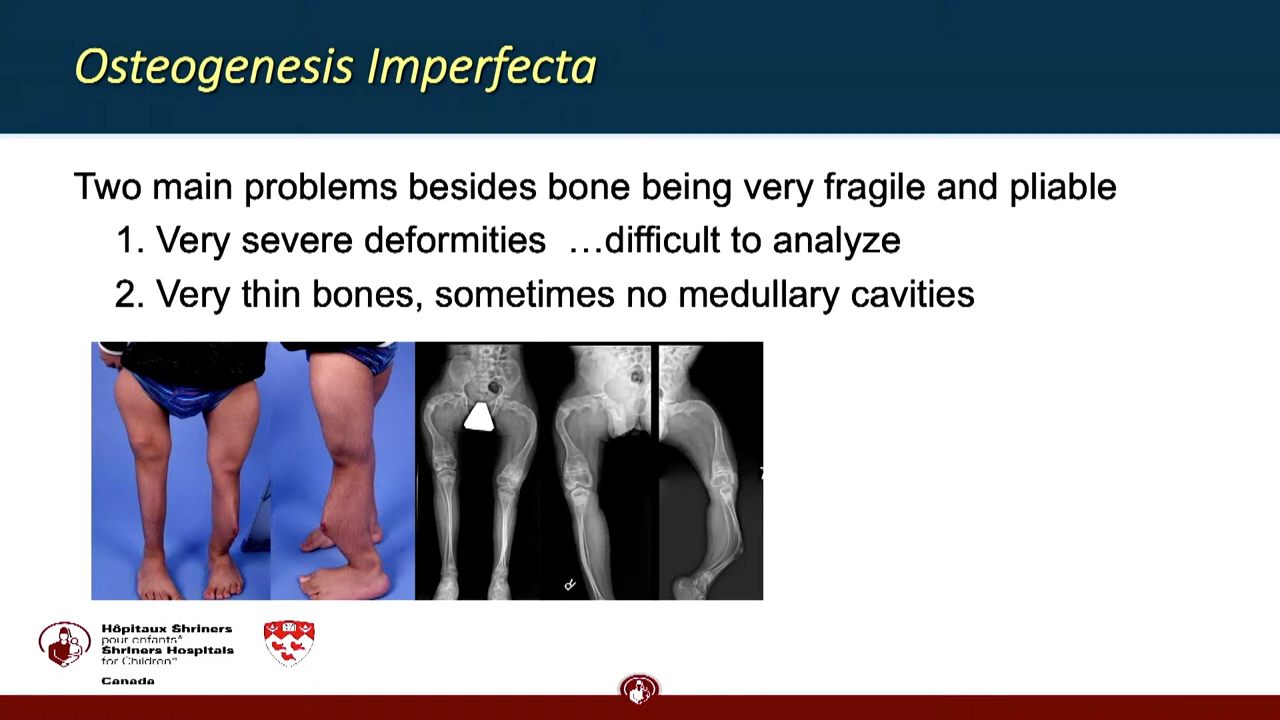 Osteogenesis Imperfecta
Two main problems besides bone being very fragile and pliable
1. Very severe deformities …difficult to analyze
2. Very thin bones, sometimes no medullary cavities
R
Hôpitaux Shriners
pour enfants^
Shriners Hospitals
for Children™
Canada